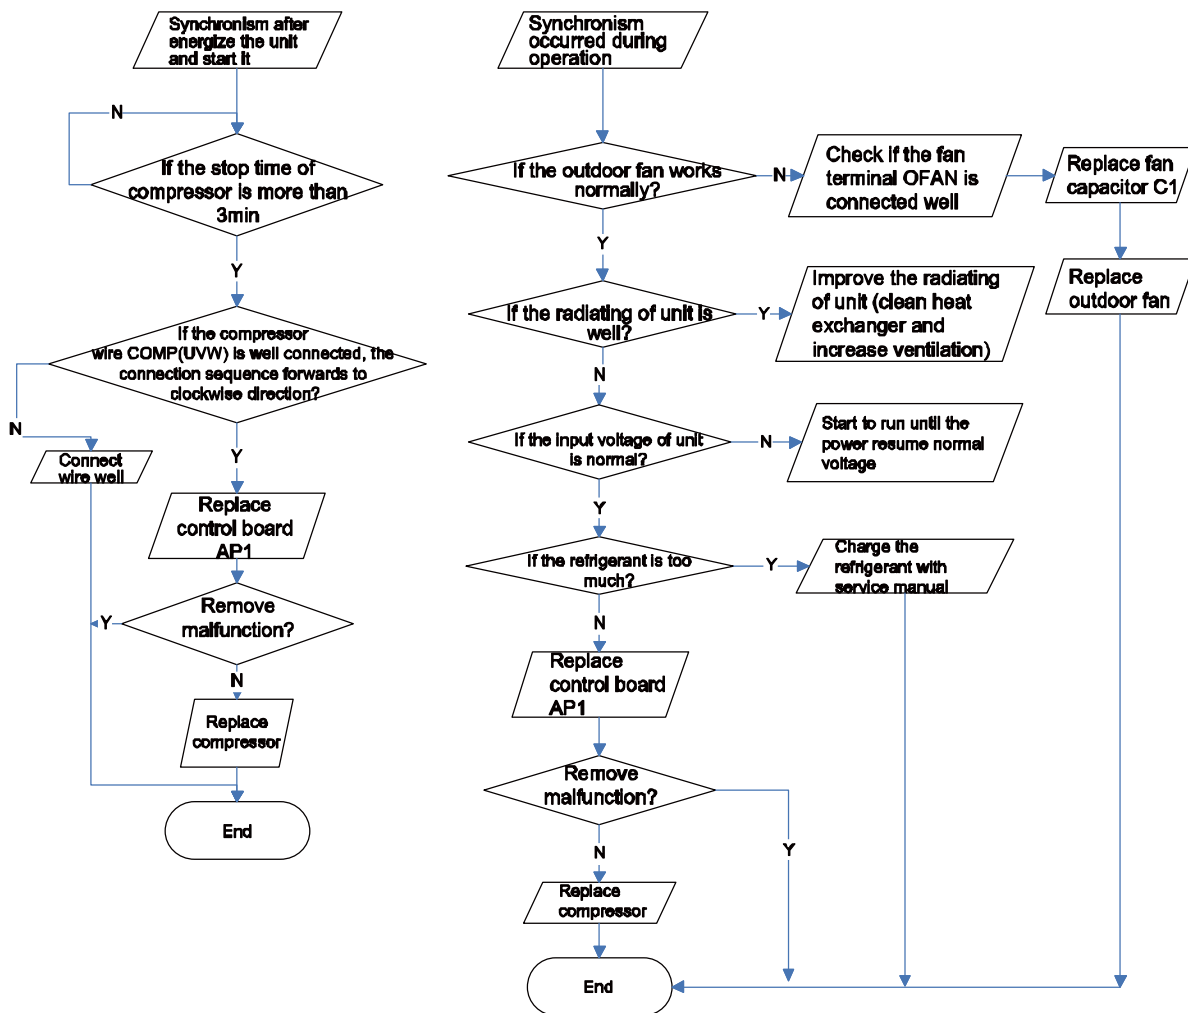 Synchronism after
energize the unit
and start it
N
If the stop time of
compressor is more than
3min
Y
If the compressor
wire COMP(UVW) is well connected, the
connection sequence forwards to
clockwise direction?
N
Connect
wire well
Y
Replace
control board
AP1
Remove
malfunction?
Y
N
Replace
compressor
End
Synchronism
occurred during
operation
If the outdoor fan works
normally?
N
Check if the fan
terminal OFAN is
connected well
Replace fan
capacitor C1
Replace
outdoor fan
Y
If the radiating of unit is
well?
Y
Improve the radiating
of unit (clean heat
exchanger and
increase ventilation)
N
If the input voltage of unit
is normal?
N
Start to run until the
power resume normal
voltage
Y
If the refrigerant is too
much?
Y
Charge the
refrigerant with
service manual
N
Replace
control board
AP1
Remove
malfunction?
Y
N
Replace
compressor
End